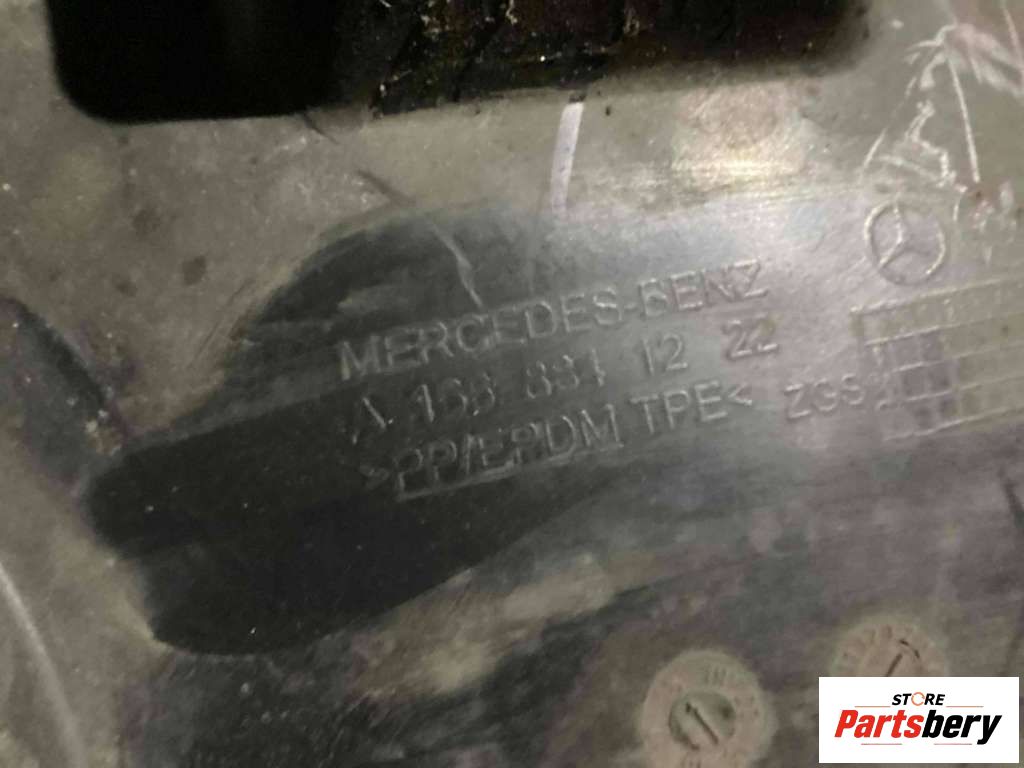 MERCEDES-BENZ
A 168 831 12 22
>PP/EPDM TPE< ZGS
STORE
Partsbery